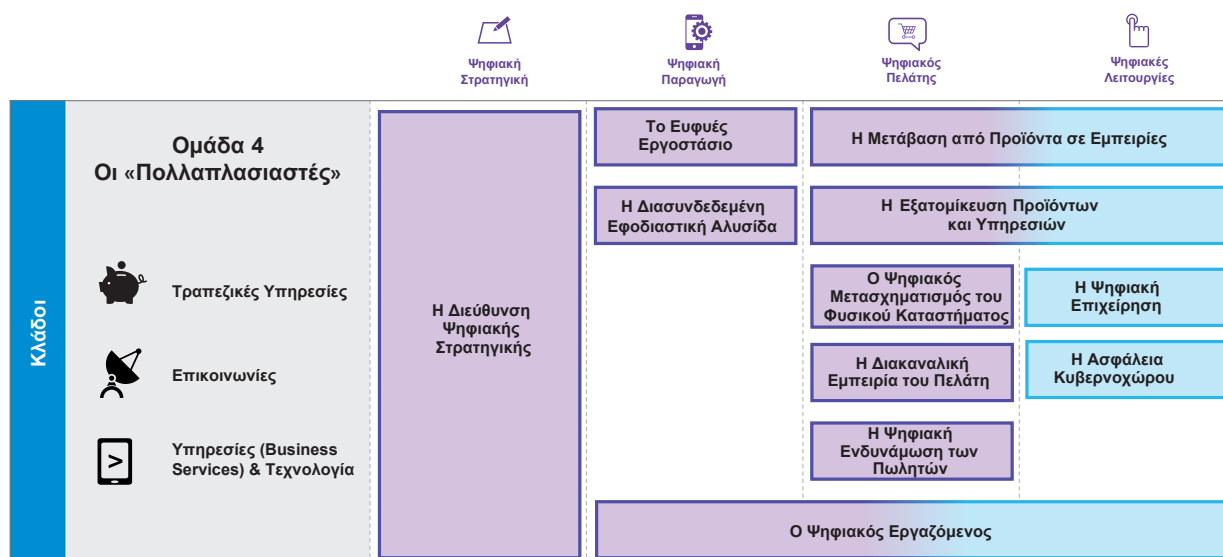 Ψηφιακή
Στρατηγική
Ψηφιακή
Παραγωγή
Ψηφιακός
Πελάτης
Ψηφιακές
Λειτουργίες
Κλάδοι
Ομάδα 4
Οι «Πολλαπλασιαστές»
Τραπεζικές Υπηρεσίες
Επικοινωνίες
Υπηρεσίες (Business
Services) & Τεχνολογία
Η Διεύθυνση
Ψηφιακής
Στρατηγικής
Το Ευφυές
Εργοστάσιο
Η Μετάβαση από Προϊόντα σε Εμπειρίες
Η Διασυνδεδεμένη
Εφοδιαστική Αλυσίδα
Η Εξατομίκευση Προϊόντων
και Υπηρεσιών
Ο Ψηφιακός
Μετασχηματισμός του
Φυσικού Καταστήματος
Η Ψηφιακή
Επιχείρηση
Η Διακαναλική
Εμπειρία του Πελάτη
Η Ασφάλεια
Κυβερνοχώρου
Η Ψηφιακή
Ενδυνάμωση των
Πωλητών
Ο Ψηφιακός Εργαζόμενος